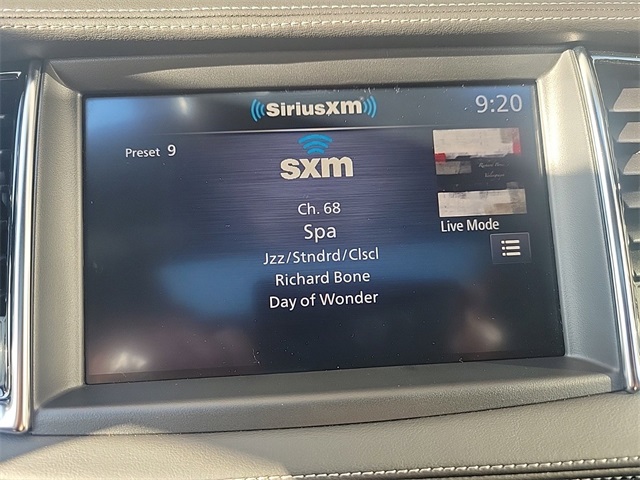 SiriusXM
9:20
Preset 9
sxm
Ch. 68
Spa
Jzz/Stndrd/Clscl
Richard Bone
Day of Wonder
Live Mode